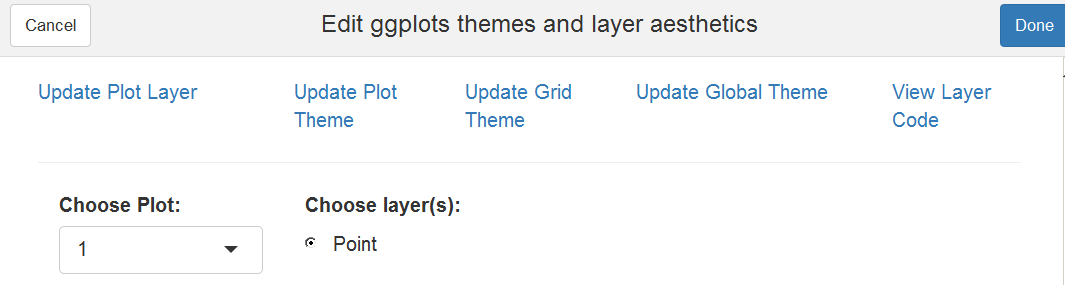 Cancel
Edit ggplots themes and layer aesthetics
Done
Update Plot Layer
Update Plot
Theme
Update Grid
Theme
Update Global Theme
View Layer
Code
Choose Plot:
Choose layer(s):
1
Point